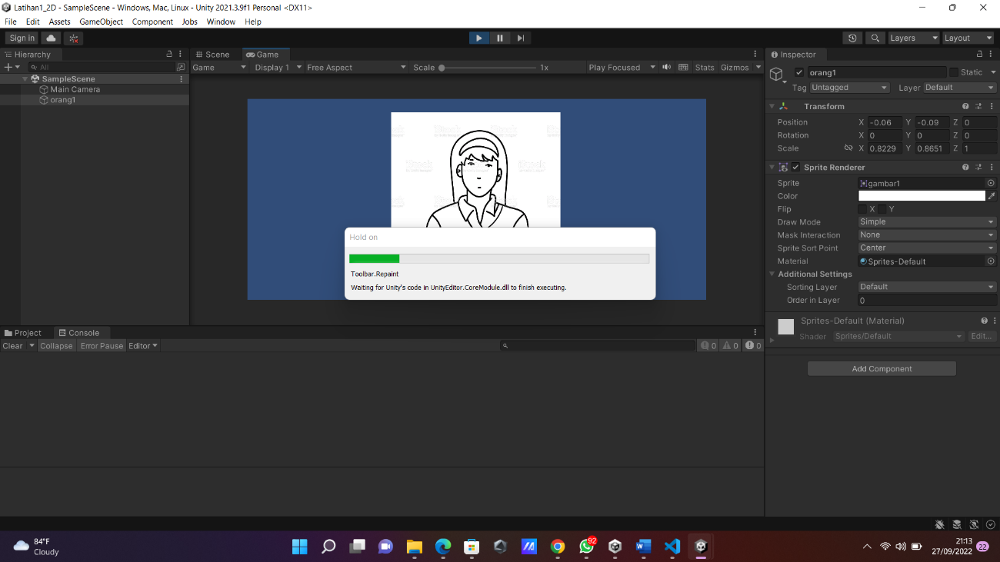 Latihan1_2D - SampleScene - Windows, Mac, Linux - Unity 2021.3.9f1 Personal <DX11>
File Edit Assets GameObject Component Jobs Window Help
Sign in Layers Layout
Hierarchy Scene Game Inspector
All Game Display 1 Free Aspect Scale 1x Play Focused Stats Gizmos
SampleScene
Main Camera
orang1
orang1 Static
Tag Untagged Layer Default
Transform
Position X -0.06 Y -0.09 Z 0
Rotation X 0 Y 0 Z 0
Scale X 0.8229 Y 0.8651 Z 1
Sprite Renderer
Sprite gambar1
Color
Flip X Y
Draw Mode Simple
Mask Interaction None
Sprite Sort Point Center
Material Sprites-Default
Additional Settings
Sorting Layer Default
Order in Layer 0
Sprites-Default (Material)
Shader Sprites/Default Edit...
Add Component
iStock
Hold on
Toolbar.Repaint
Waiting for Unity's code in UnityEditor.CoreModule.dll to finish executing.
Project Console
Clear Collapse Error Pause Editor 0 0 0
84°F
Cloudy
92
21:13
27/09/2022 22